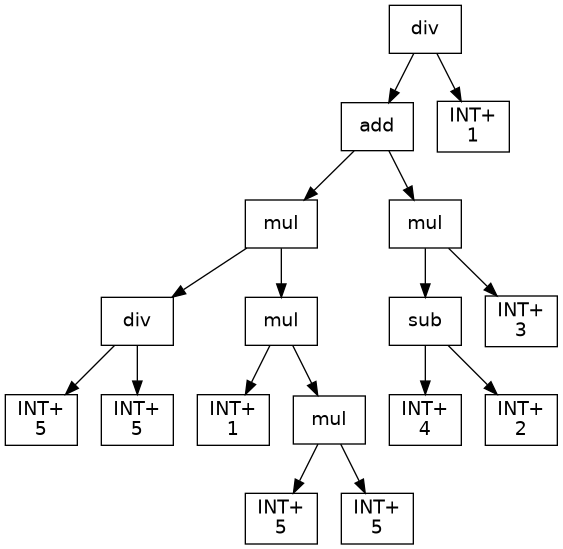 div
add
INT+
1
mul
mul
div
mul
sub
INT+
3
INT+
5
INT+
5
INT+
1
mul
INT+
4
INT+
2
INT+
5
INT+
5